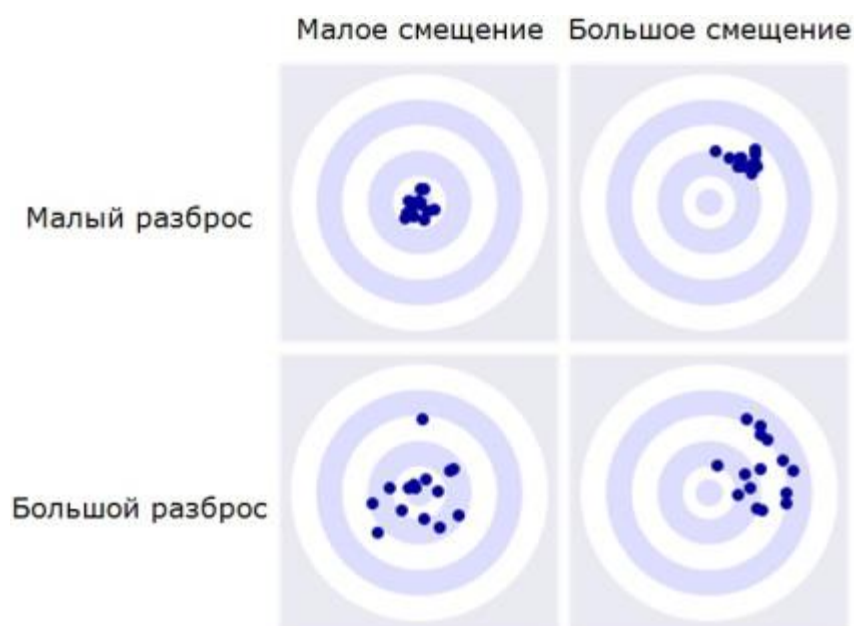 Малое смещение
Большое смещение
Малый разброс
Большой разброс